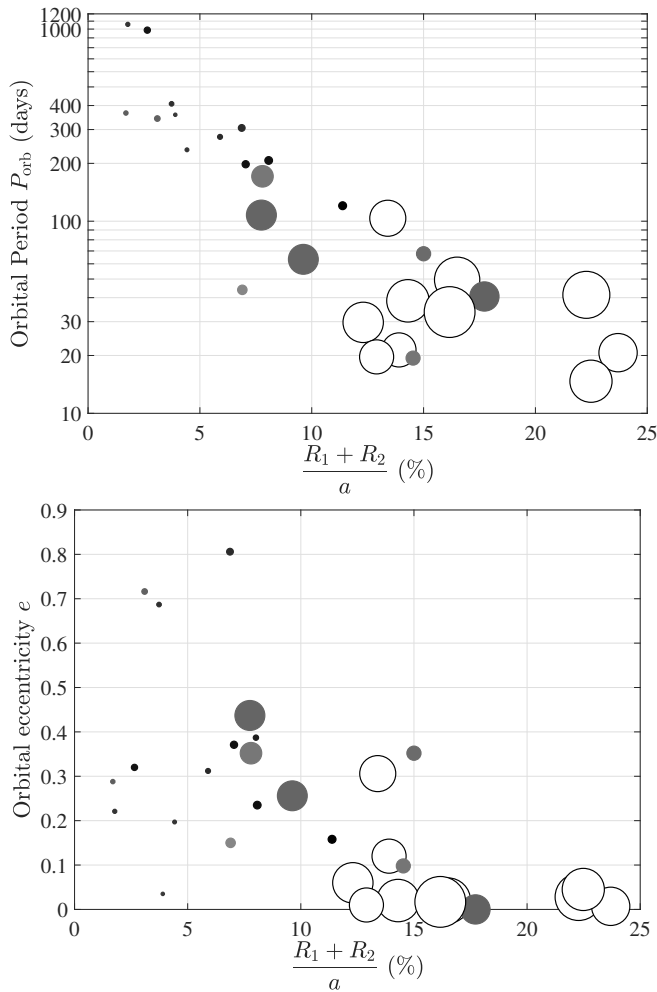 1200
1000
400
300
200
100
30
20
10
Orbital Period P_orb (days)
0 5 10 15 20 25
R_1 + R_2
a (%)
0.9
0.8
0.7
0.6
0.5
0.4
0.3
0.2
0.1
0
Orbital eccentricity e
0 5 10 15 20 25
R_1 + R_2
a (%)